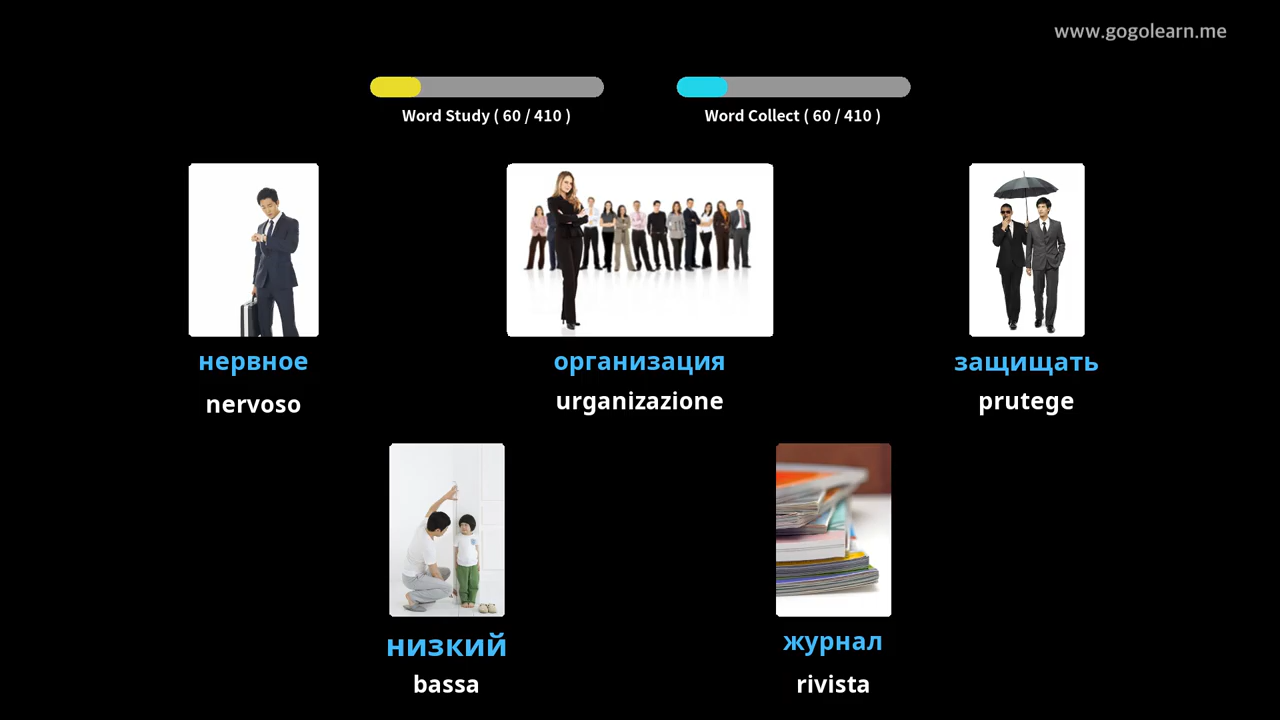 www.gogolearn.me
Word Study ( 60 / 410 )
Word Collect ( 60 / 410 )
нервное
nervoso
организация
urganizazione
защищать
prutege
низкий
bassa
журнал
rivista